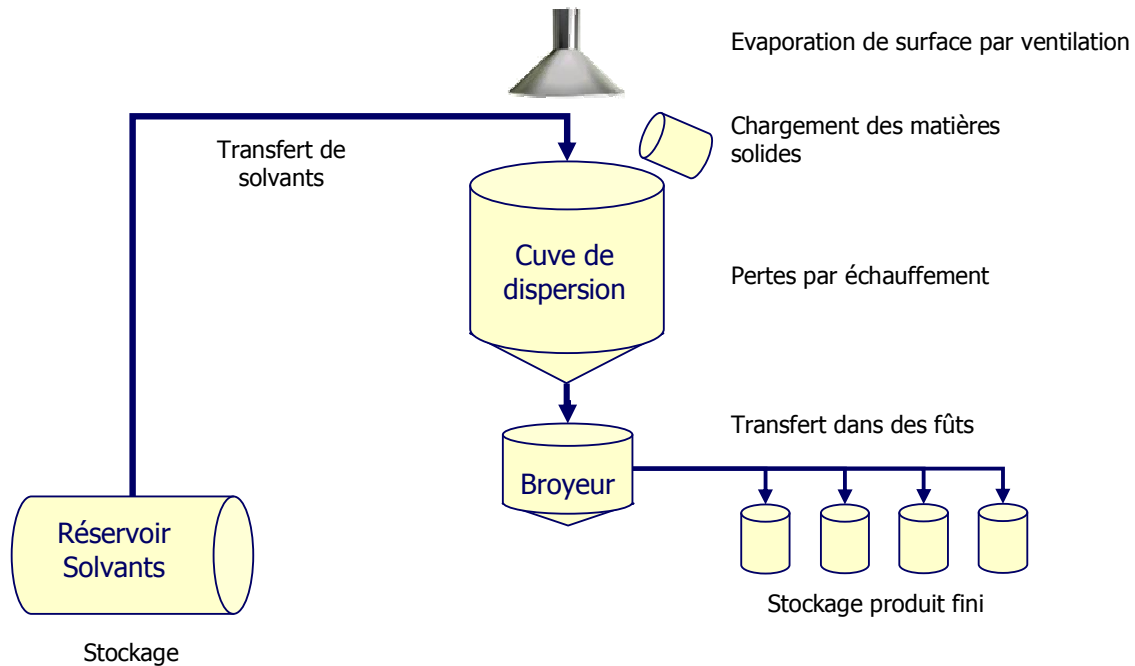 Evaporation de surface par ventilation
Chargement des matières
solides
Transfert de
solvants
Cuve de
dispersion
Pertes par échauffement
Transfert dans des fûts
Broyeur
Réservoir
Solvants
Stockage produit fini
Stockage